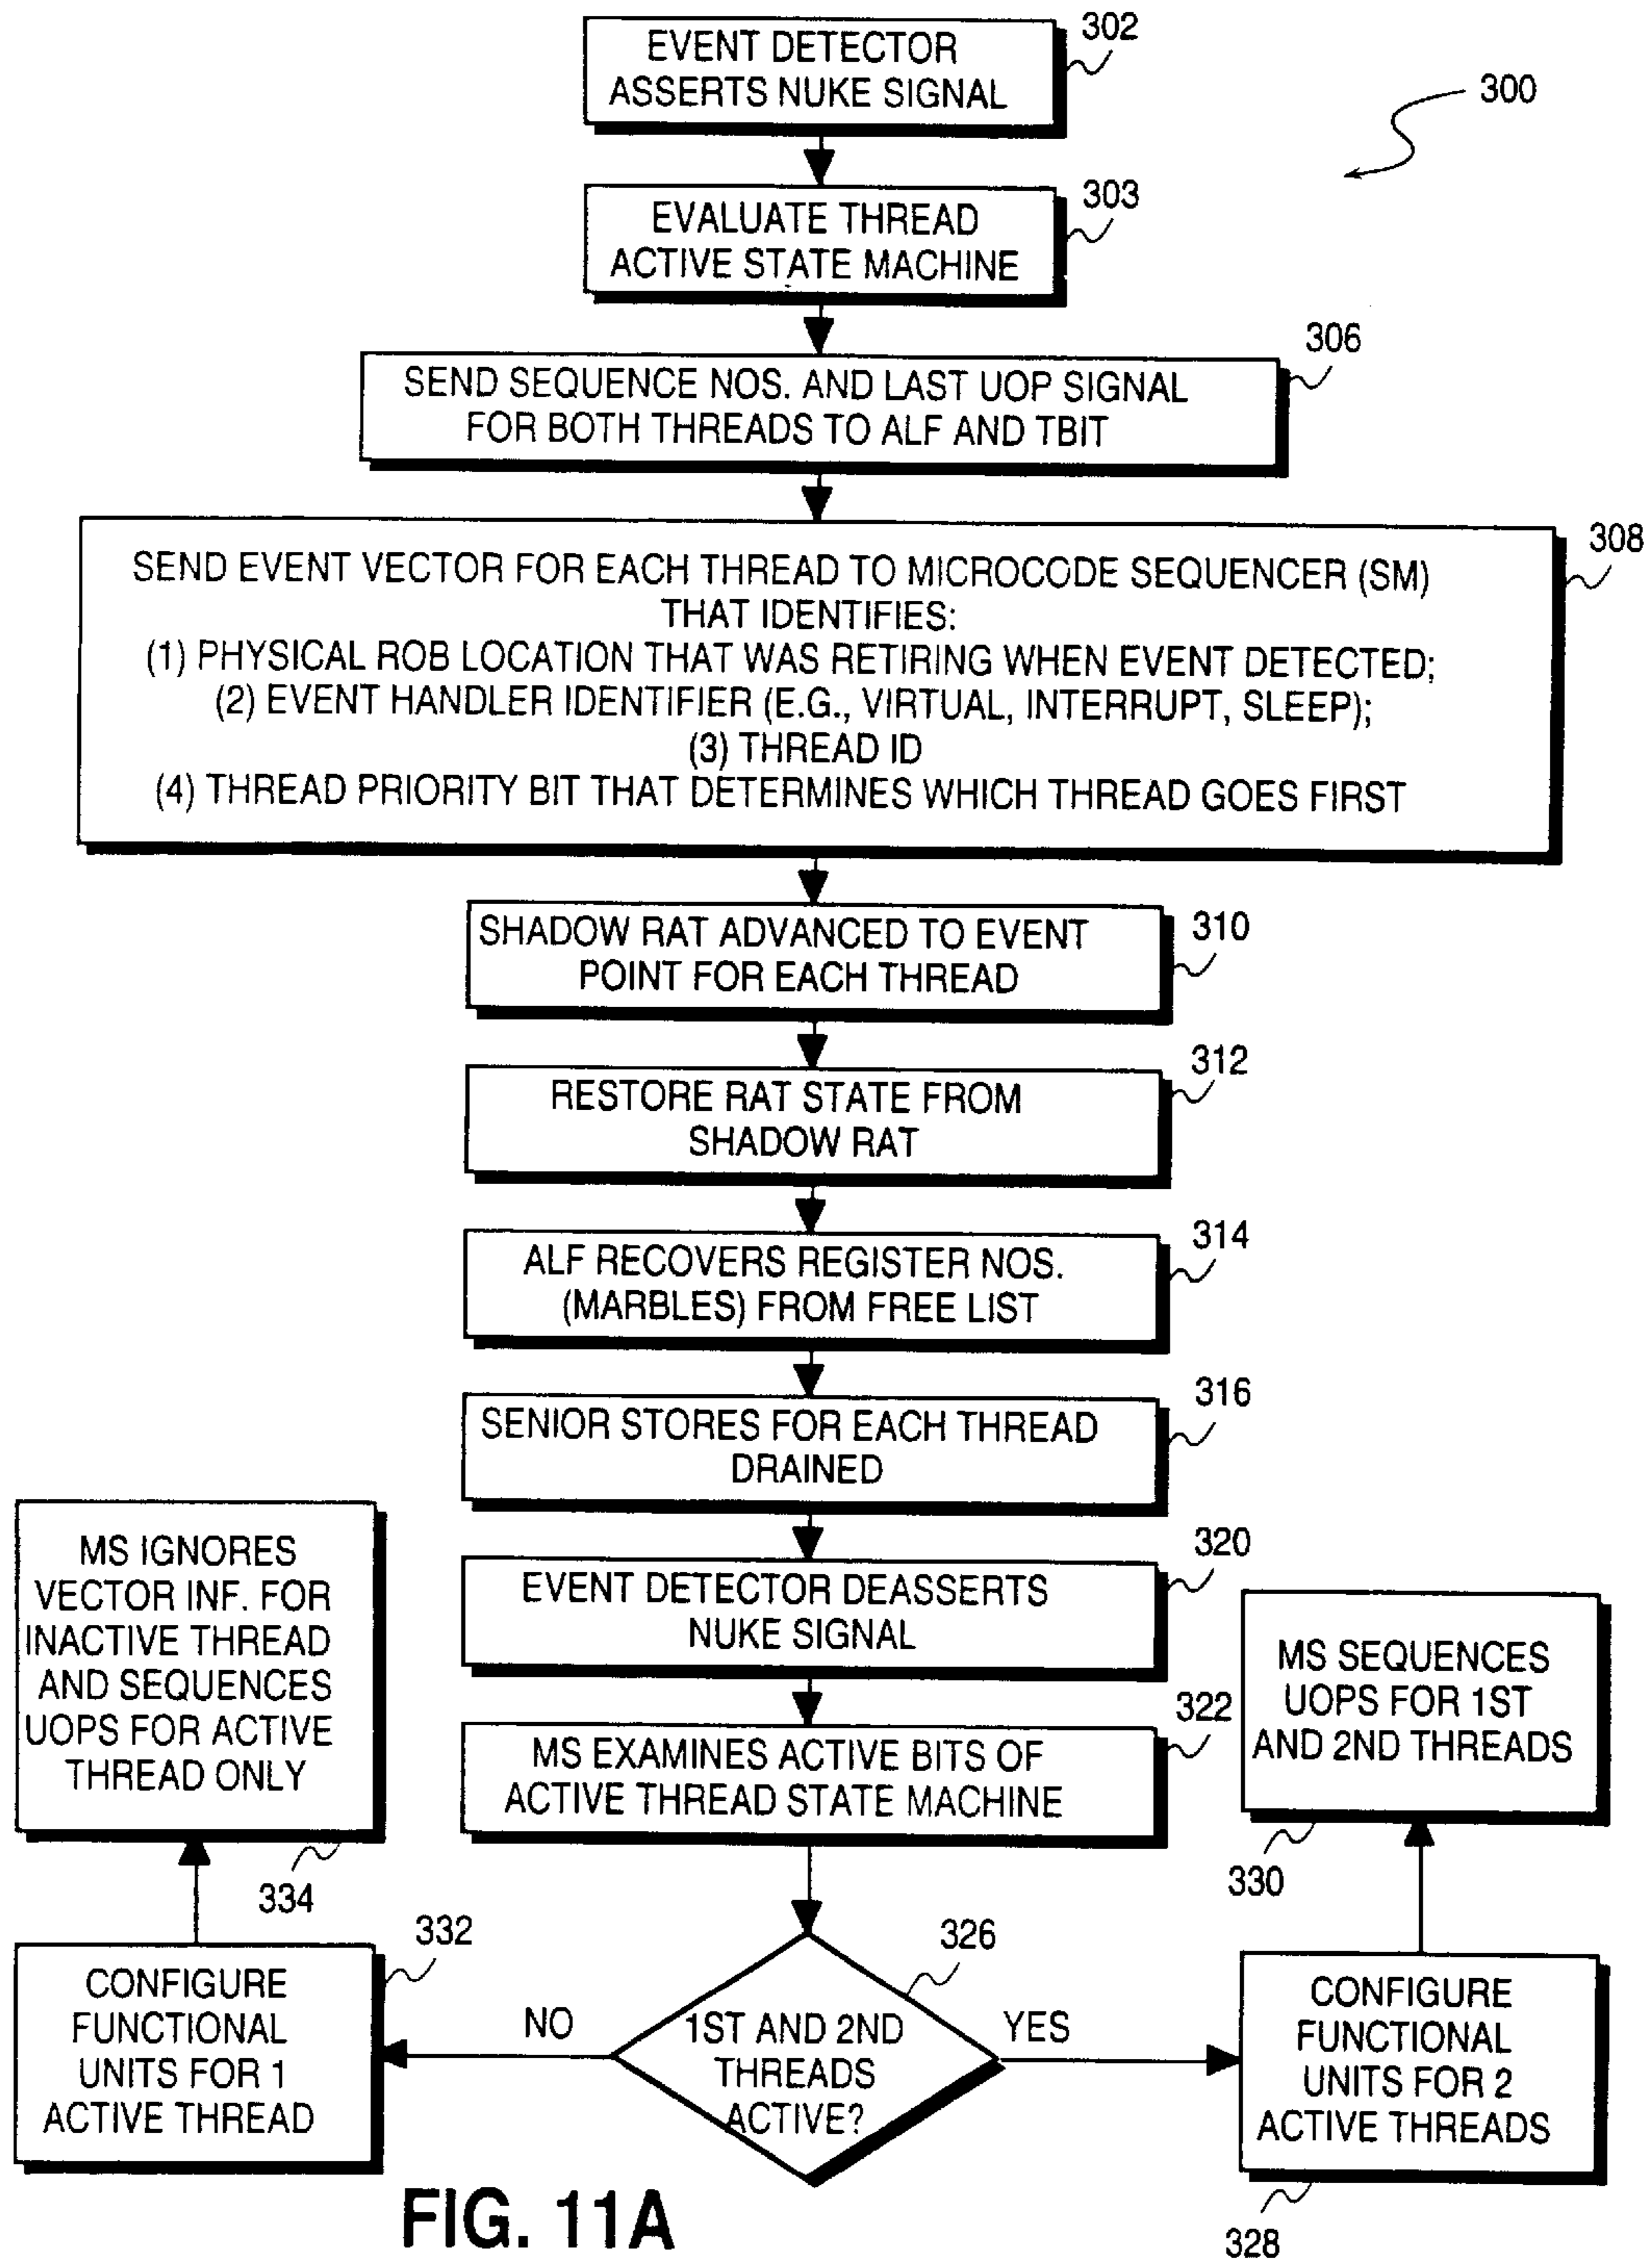 EVENT DETECTOR
ASSERTS NUKE SIGNAL
302
300
EVALUATE THREAD
ACTIVE STATE MACHINE
303
SEND SEQUENCE NOS. AND LAST UOP SIGNAL
FOR BOTH THREADS TO ALF AND TBIT
306
SEND EVENT VECTOR FOR EACH THREAD TO MICROCODE SEQUENCER (SM)
THAT IDENTIFIES:
(1) PHYSICAL ROB LOCATION THAT WAS RETIRING WHEN EVENT DETECTED;
(2) EVENT HANDLER IDENTIFIER (E.G., VIRTUAL, INTERRUPT, SLEEP);
(3) THREAD ID
(4) THREAD PRIORITY BIT THAT DETERMINES WHICH THREAD GOES FIRST
308
SHADOW RAT ADVANCED TO EVENT
POINT FOR EACH THREAD
310
RESTORE RAT STATE FROM
SHADOW RAT
312
ALF RECOVERS REGISTER NOS.
(MARBLES) FROM FREE LIST
314
SENIOR STORES FOR EACH THREAD
DRAINED
316
EVENT DETECTOR DEASSERTS
NUKE SIGNAL
320
MS EXAMINES ACTIVE BITS OF
ACTIVE THREAD STATE MACHINE
322
1ST AND 2ND
THREADS
ACTIVE?
326
NO
YES
CONFIGURE
FUNCTIONAL
UNITS FOR 1
ACTIVE THREAD
332
MS IGNORES
VECTOR INF. FOR
INACTIVE THREAD
AND SEQUENCES
UOPS FOR ACTIVE
THREAD ONLY
334
CONFIGURE
FUNCTIONAL
UNITS FOR 2
ACTIVE THREADS
328
MS SEQUENCES
UOPS FOR 1ST
AND 2ND THREADS
330
FIG. 11A